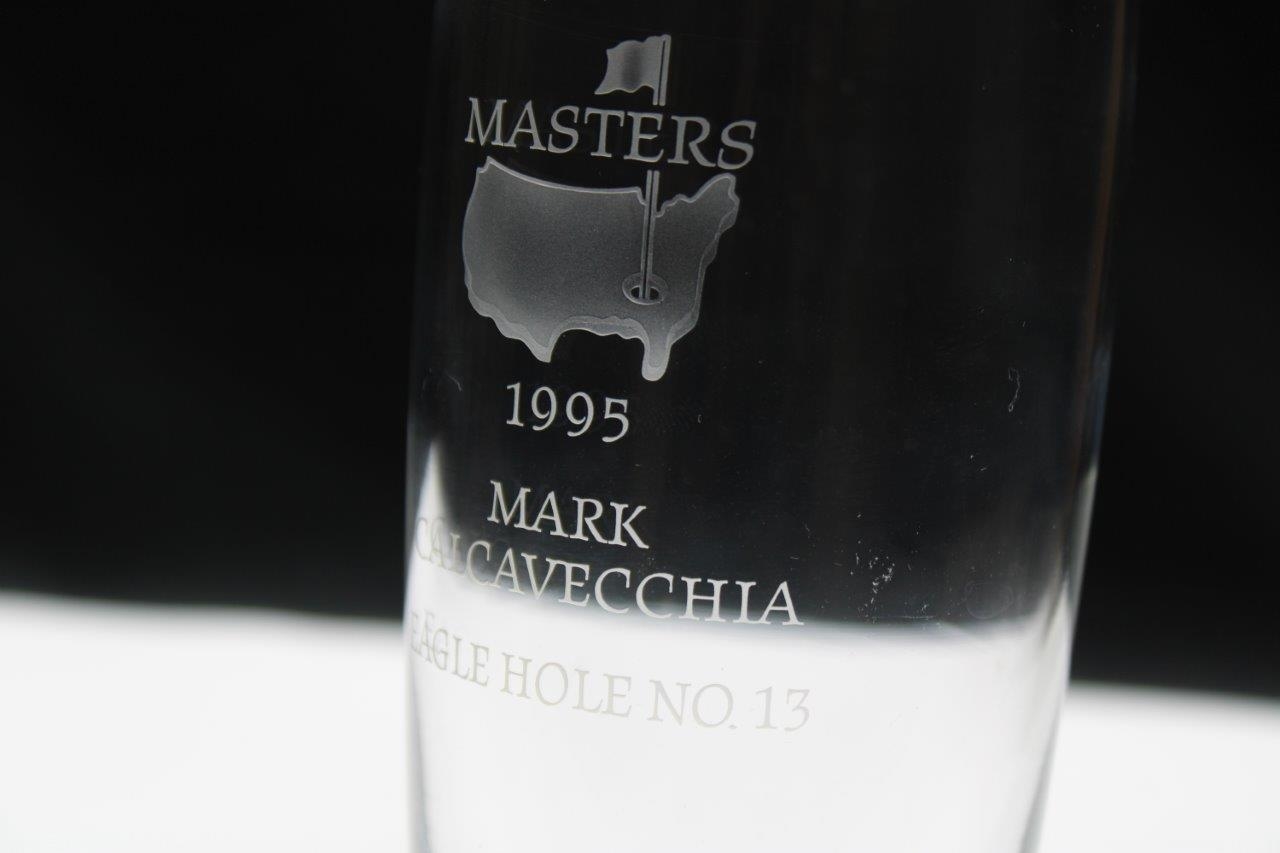 MASTERS
1995
MARK
CALCAVECCHIA
EAGLE HOLE NO. 13